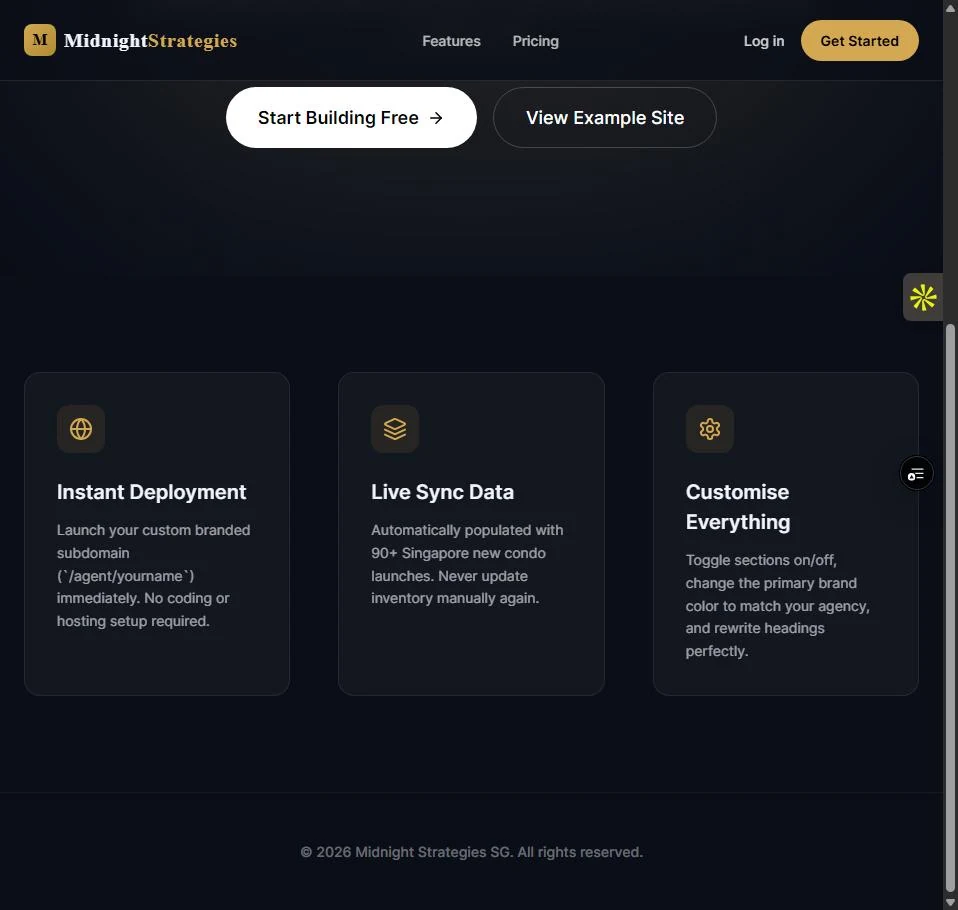 M MidnightStrategies
Features
Pricing
Log in
Get Started
Start Building Free →
View Example Site
Instant Deployment
Launch your custom branded
subdomain
(`/agent/yourname`)
immediately. No coding or
hosting setup required.
Live Sync Data
Automatically populated with
90+ Singapore new condo
launches. Never update
inventory manually again.
Customise
Everything
Toggle sections on/off,
change the primary brand
color to match your agency,
and rewrite headings
perfectly.
© 2026 Midnight Strategies SG. All rights reserved.